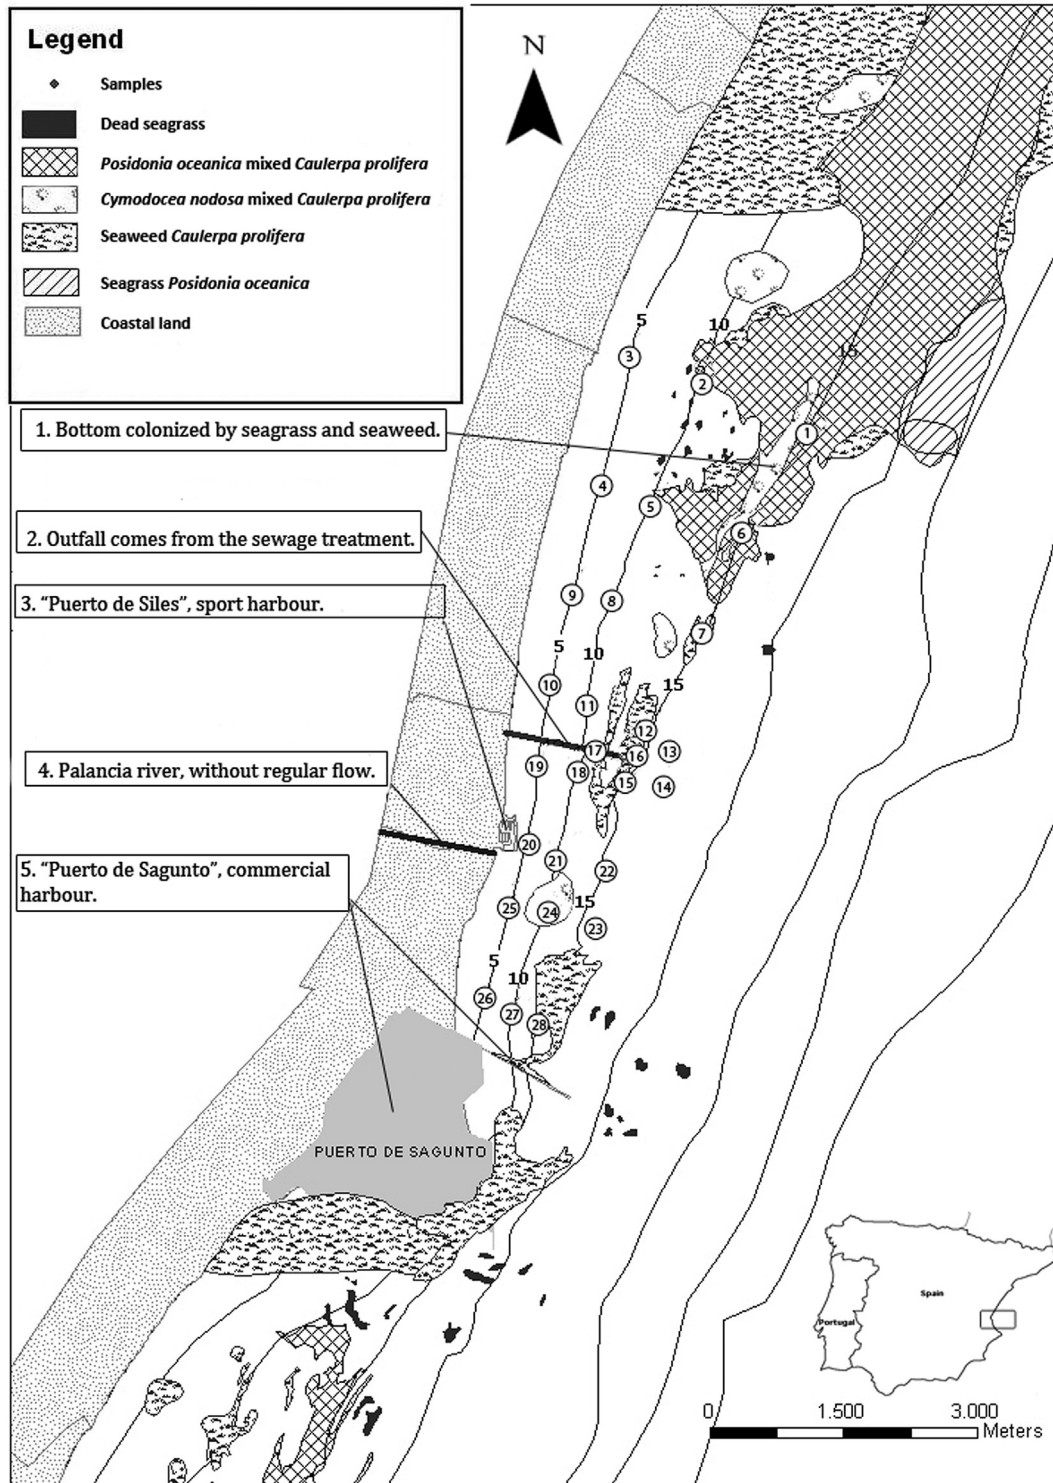 Legend
Samples
Dead seagrass
Posidonia oceanica mixed Caulerpa prolifera
Cymodocea nodosa mixed Caulerpa prolifera
Seaweed Caulerpa prolifera
Seagrass Posidonia oceanica
Coastal land
N
5
10
15
3
2
1
1. Bottom colonized by seagrass and seaweed.
4
5
6
2. Outfall comes from the sewage treatment.
3. “Puerto de Siles”, sport harbour.
9
8
7
5
10
15
10
11
12
13
17
16
19
18
15
14
4. Palancia river, without regular flow.
20
21
22
5. “Puerto de Sagunto”, commercial
harbour.
25
24
15
23
5
10
26
27
28
PUERTO DE SAGUNTO
Spain
Portugal
0 1.500 3.000
Meters